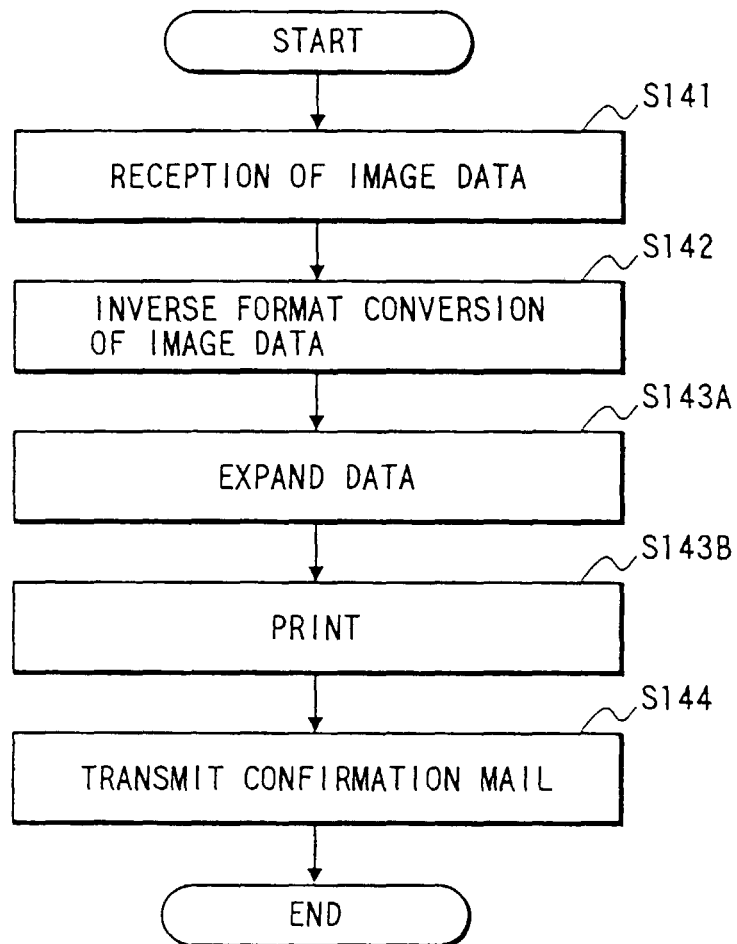 START
S141
RECEPTION OF IMAGE DATA
S142
INVERSE FORMAT CONVERSION
OF IMAGE DATA
S143A
EXPAND DATA
S143B
PRINT
S144
TRANSMIT CONFIRMATION MAIL
END